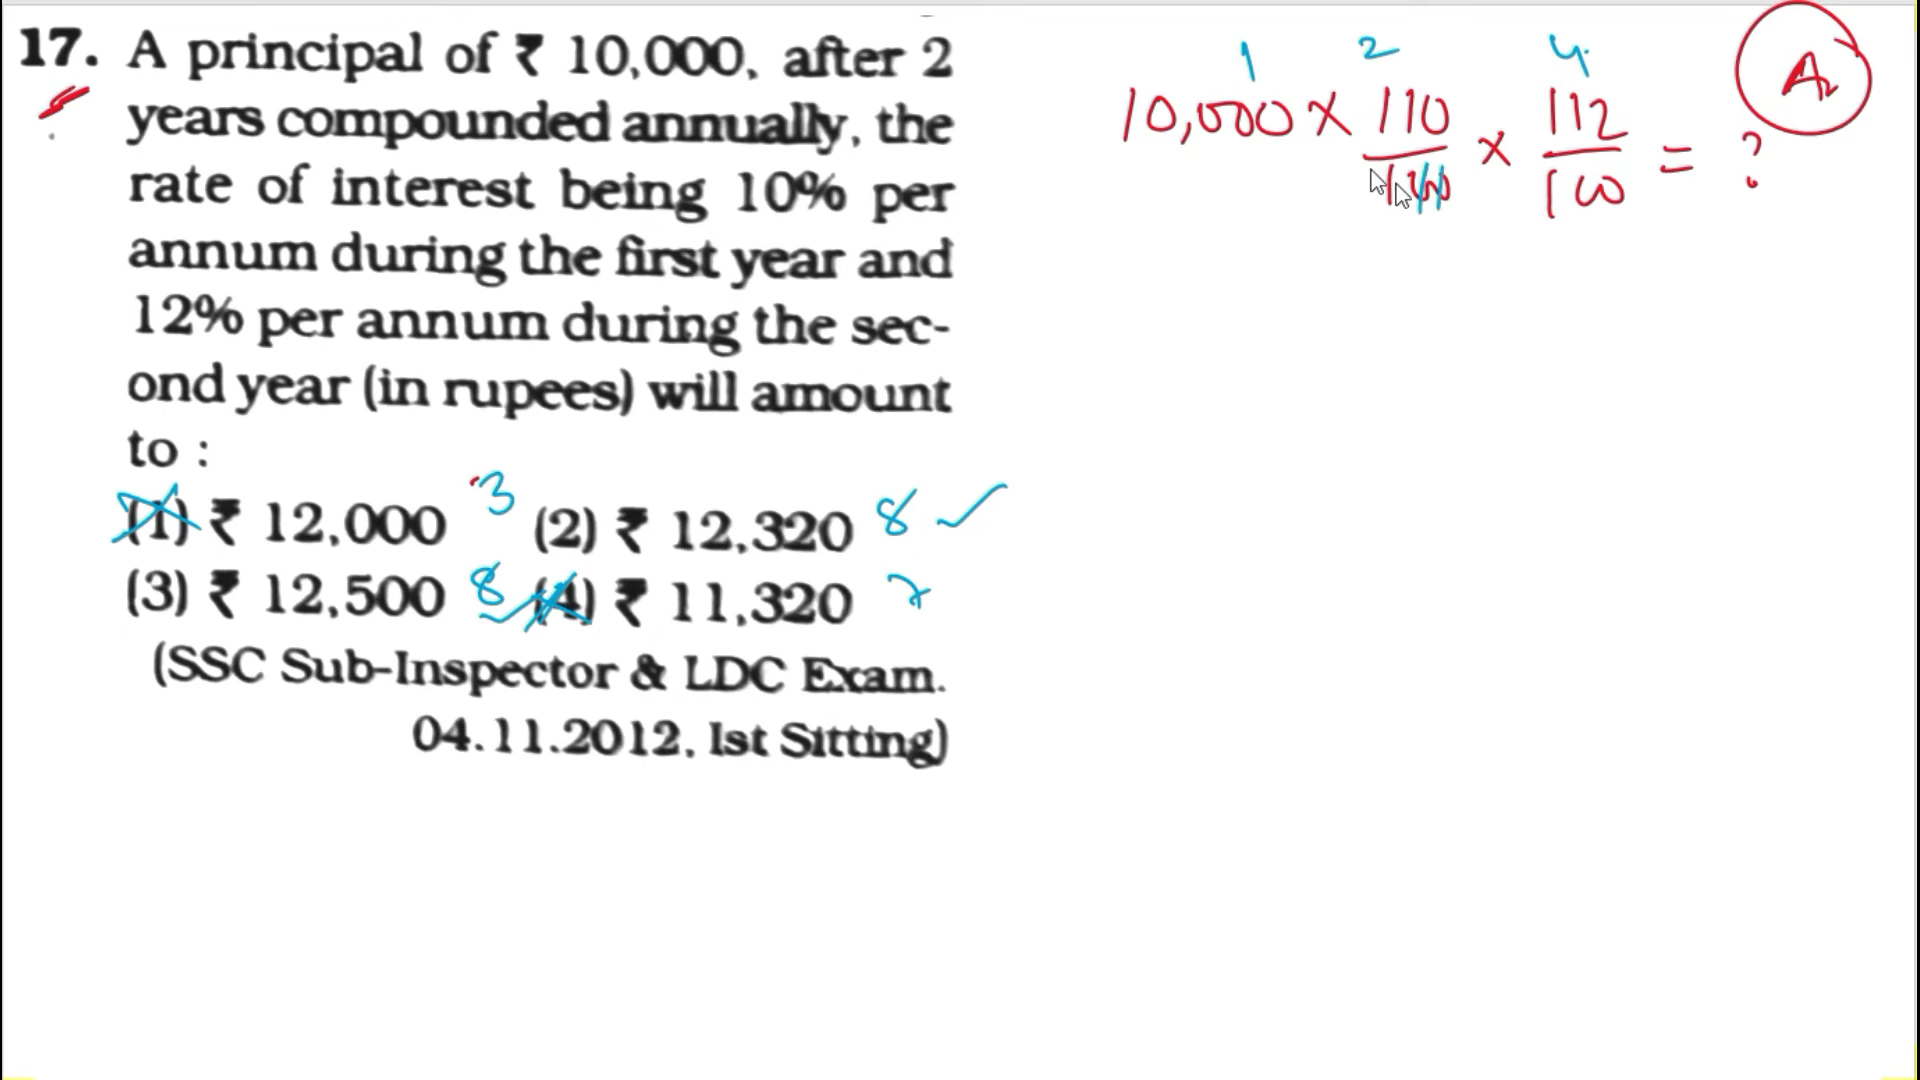 17. A principal of ₹ 10,000, after 2
years compounded annually, the
rate of interest being 10% per
annum during the first year and
12% per annum during the sec-
ond year (in rupees) will amount
to :
(1) ₹ 12,000 3 (2) ₹ 12,320 8 ✓
(3) ₹ 12,500 8 ✓ (4) ₹ 11,320 7
(SSC Sub-Inspector & LDC Exam.
04.11.2012, Ist Sitting)
1 2 4
10,000 × 110/100 × 112/100 = ?